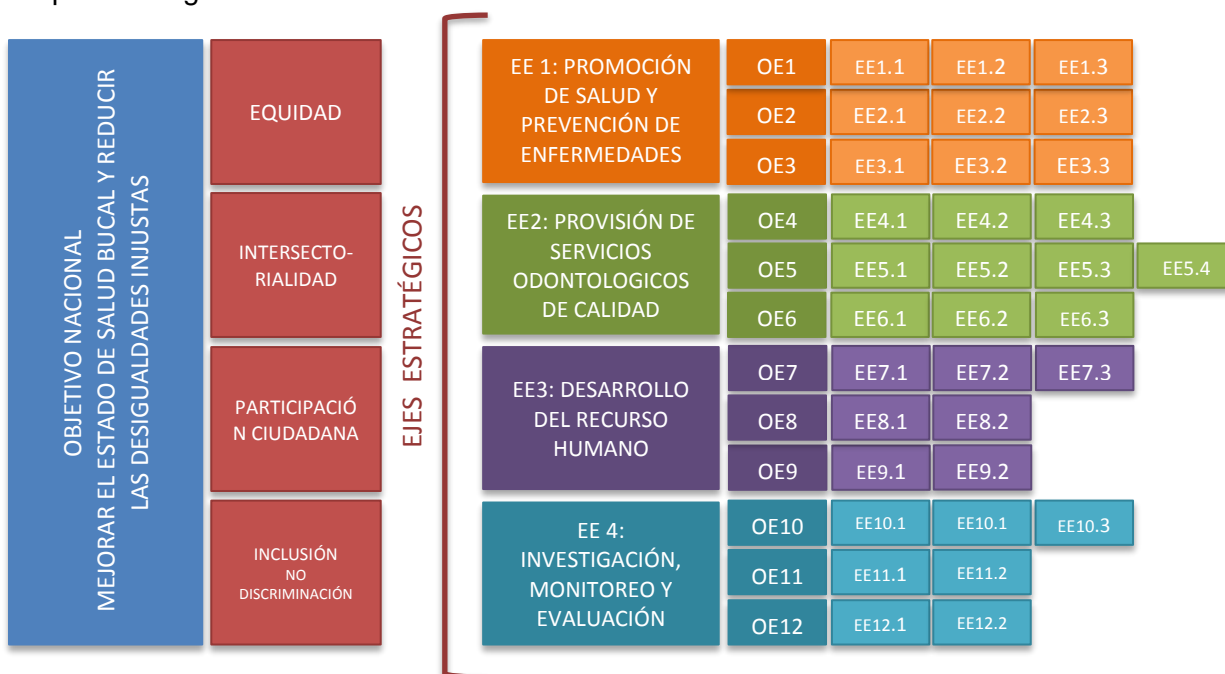 OBJETIVO NACIONAL
MEJORAR EL ESTADO DE SALUD BUCAL Y REDUCIR
LAS DESIGUALDADES INJUSTAS
EQUIDAD
INTERSECTO-
RIALIDAD
PARTICIPACIÓ
N CIUDADANA
INCLUSIÓN
NO
DISCRIMINACIÓN
EJES ESTRATÉGICOS
EE 1: PROMOCIÓN
DE SALUD Y
PREVENCIÓN DE
ENFERMEDADES
OE1 EE1.1 EE1.2 EE1.3
OE2 EE2.1 EE2.2 EE2.3
OE3 EE3.1 EE3.2 EE3.3
EE2: PROVISIÓN DE
SERVICIOS
ODONTOLOGICOS
DE CALIDAD
OE4 EE4.1 EE4.2 EE4.3
OE5 EE5.1 EE5.2 EE5.3 EE5.4
OE6 EE6.1 EE6.2 EE6.3
EE3: DESARROLLO
DEL RECURSO
HUMANO
OE7 EE7.1 EE7.2 EE7.3
OE8 EE8.1 EE8.2
OE9 EE9.1 EE9.2
EE 4:
INVESTIGACIÓN,
MONITOREO Y
EVALUACIÓN
OE10 EE10.1 EE10.1 EE10.3
OE11 EE11.1 EE11.2
OE12 EE12.1 EE12.2